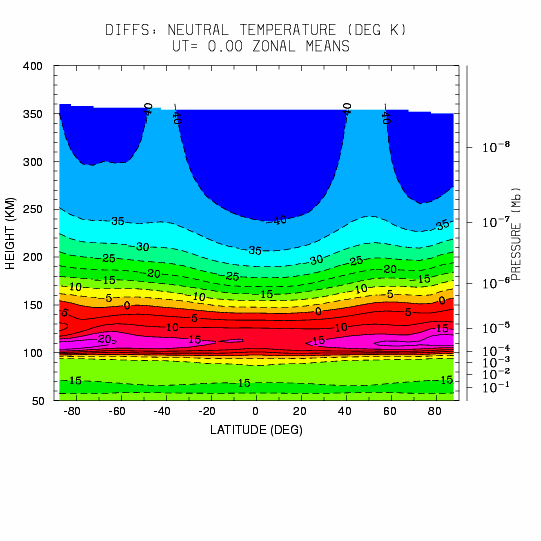 DIFFS: NEUTRAL TEMPERATURE (DEG K)
UT= 0.00 ZONAL MEANS
400
350
300
250
200
150
100
50
HEIGHT (KM)
-80 -60 -40 -20 0 20 40 60 80
LATITUDE (DEG)
10⁻⁸
10⁻⁷
10⁻⁶
10⁻⁵
10⁻⁴
10⁻³
10⁻²
10⁻¹
PRESSURE (Mb)
-40 -40 -40 -40
-40
-35 -35 -35
-30 -30
-25 -25 -25
-20 -20
-15 -15 -15
-10 -10 -10
-5 -5
0 0 0
5 5 5
10
20 15 15 15
-15 -15 -15